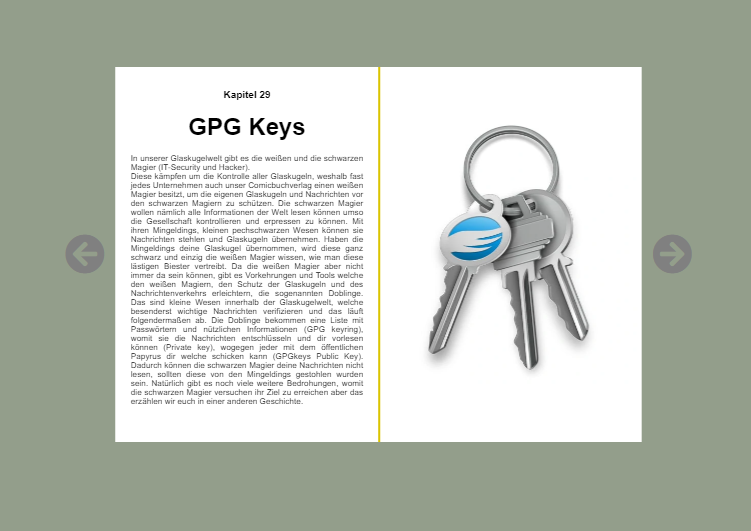 Kapitel 29
GPG Keys
In unserer Glaskugelwelt gibt es die weißen und die schwarzen
Magier (IT-Security und Hacker).
Diese kämpfen um die Kontrolle aller Glaskugeln, weshalb fast
jedes Unternehmen auch unser Comicbuchverlag einen weißen
Magier besitzt, um die eigenen Glaskugeln und Nachrichten vor
den schwarzen Magiern zu schützen. Die schwarzen Magier
wollen nämlich alle Informationen der Welt lesen können umso
die Gesellschaft kontrollieren und erpressen zu können. Mit
ihren Mingeldings, kleinen pechschwarzen Wesen können sie
Nachrichten stehlen und Glaskugeln übernehmen. Haben die
Mingeldings deine Glaskugel übernommen, wird diese ganz
schwarz und einzig die weißen Magier wissen, wie man diese
lästigen Biester vertreibt. Da die weißen Magier aber nicht
immer da sein können, gibt es Vorkehrungen und Tools welche
den weißen Magiern, den Schutz der Glaskugeln und des
Nachrichtenverkehrs erleichtern, die sogenannten Doblinge.
Das sind kleine Wesen innerhalb der Glaskugelwelt, welche
besenderst wichtige Nachrichten verifizieren und das läuft
folgendermaßen ab. Die Doblinge bekommen eine Liste mit
Passwörtern und nützlichen Informationen (GPG keyring),
womit sie die Nachrichten entschlüsseln und dir vorlesen
können (Private key), wogegen jeder mit dem öffentlichen
Papyrus dir welche schicken kann (GPGkeys Public Key).
Dadurch können die schwarzen Magier deine Nachrichten nicht
lesen, sollten diese von den Mingeldings gestohlen wurden
sein. Natürlich gibt es noch viele weitere Bedrohungen, womit
die schwarzen Magier versuchen ihr Ziel zu erreichen aber das
erzählen wir euch in einer anderen Geschichte.